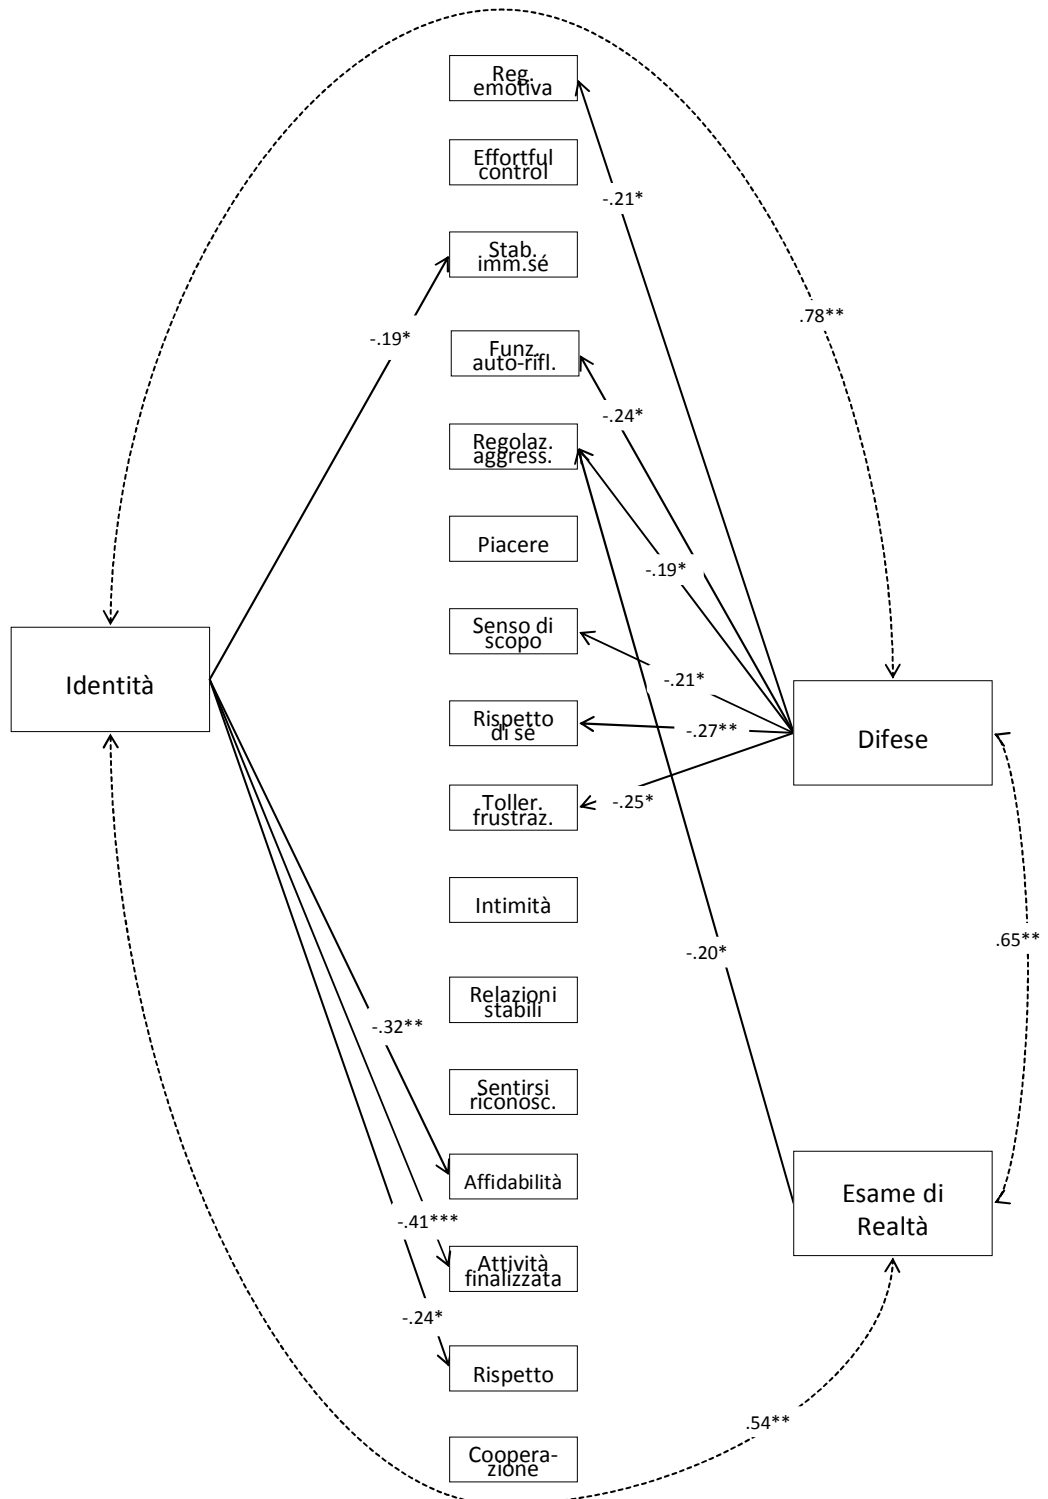 Reg.
emotiva
Effortful
control
-.21*
Stab.
imm.sé
.78**
-.19*
Funz.
auto-rifl.
-.24*
Regolaz.
aggress.
Piacere
-.19*
Senso di
scopo
Identità
-.21*
Rispetto
di sé
-.27**
Difese
Toller.
frustraz.
-.25*
Intimità
.65**
-.20*
Relazioni
stabili
-.32**
Sentirsi
riconosc.
Affidabilità
Esame di
Realtà
-.41***
Attività
finalizzata
-.24*
Rispetto
.54**
Coopera-
zione